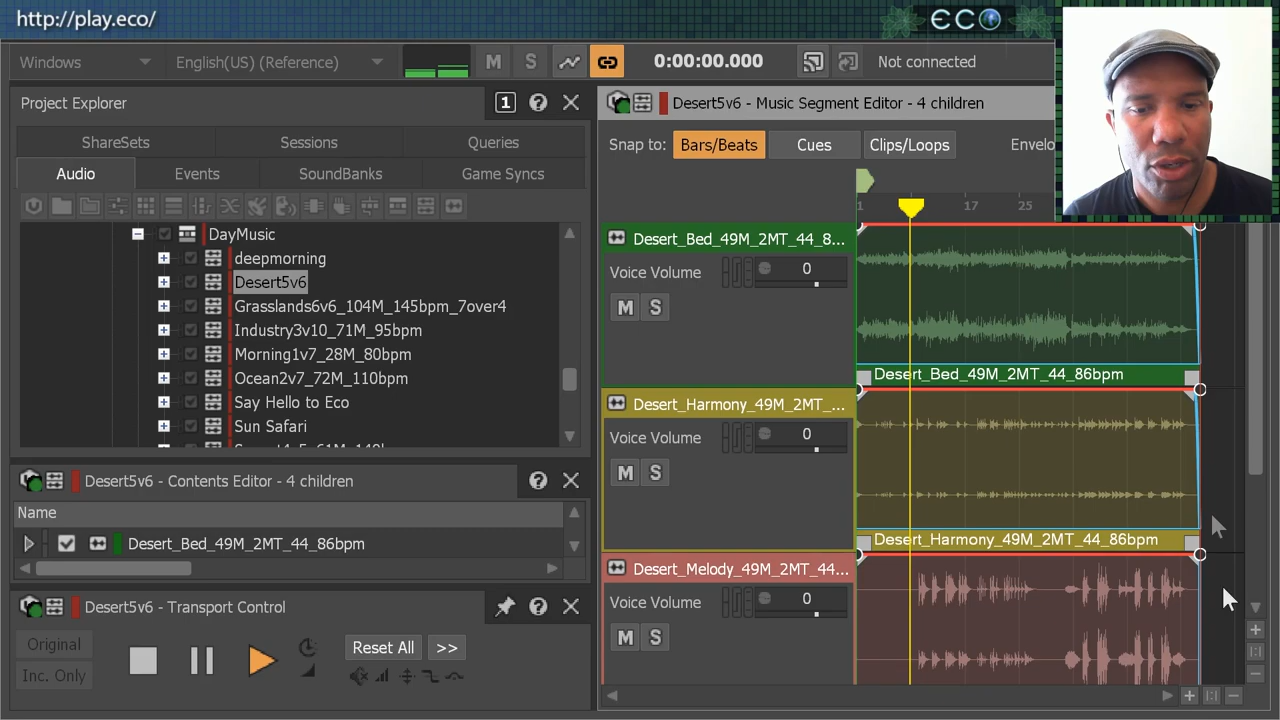 http://play.eco/
ECO
Windows
English(US) (Reference)
M
S
0:00:00.000
Not connected
Project Explorer
1
?
Desert5v6 - Music Segment Editor - 4 children
ShareSets
Sessions
Queries
Snap to:
Bars/Beats
Cues
Clips/Loops
Envelo
Audio
Events
SoundBanks
Game Syncs
1
17
25
DayMusic
deepmorning
Desert5v6
Grasslands6v6_104M_145bpm_7over4
Industry3v10_71M_95bpm
Morning1v7_28M_80bpm
Ocean2v7_72M_110bpm
Say Hello to Eco
Sun Safari
Desert_Bed_49M_2MT_44_8...
Voice Volume
0
M
S
Desert_Bed_49M_2MT_44_86bpm
Desert_Harmony_49M_2MT_...
Voice Volume
0
M
S
Desert_Harmony_49M_2MT_44_86bpm
Desert_Melody_49M_2MT_44...
Voice Volume
0
M
S
Desert5v6 - Contents Editor - 4 children
?
Name
Desert_Bed_49M_2MT_44_86bpm
Desert5v6 - Transport Control
?
Original
Inc. Only
Reset All
>>